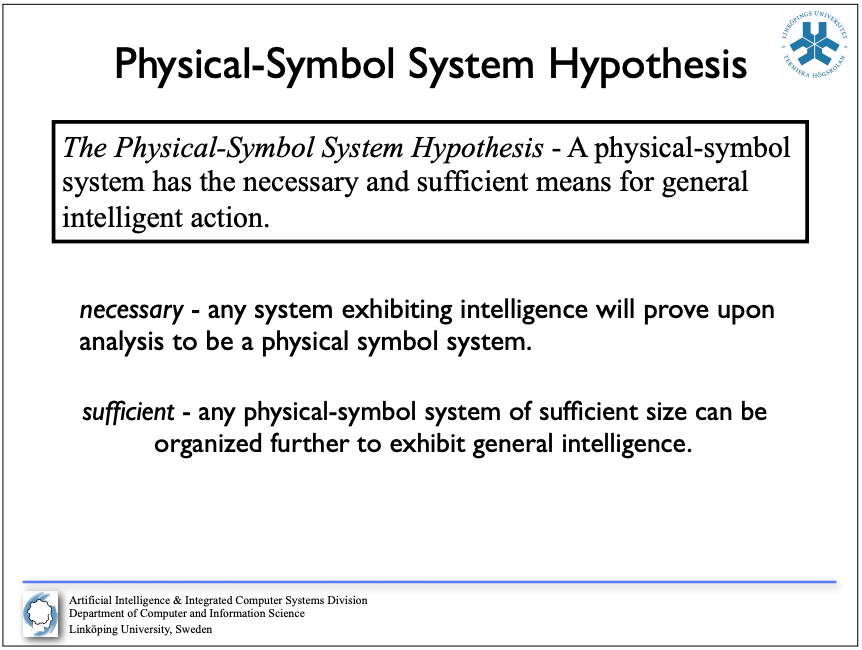 LINKÖPINGS UNIVERSITET
TEKNISKA HÖGSKOLAN
Physical-Symbol System Hypothesis
The Physical-Symbol System Hypothesis - A physical-symbol
system has the necessary and sufficient means for general
intelligent action.
necessary - any system exhibiting intelligence will prove upon
analysis to be a physical symbol system.
sufficient - any physical-symbol system of sufficient size can be
organized further to exhibit general intelligence.
Artificial Intelligence & Integrated Computer Systems Division
Department of Computer and Information Science
Linköping University, Sweden